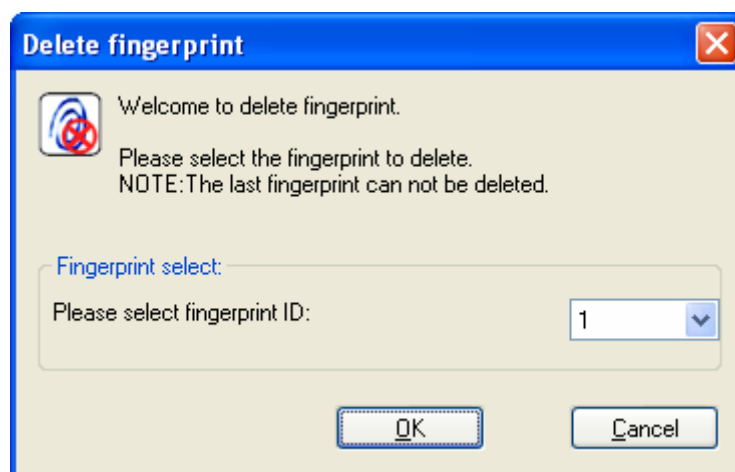 Delete fingerprint
Welcome to delete fingerprint.
Please select the fingerprint to delete.
NOTE:The last fingerprint can not be deleted.
Fingerprint select:
Please select fingerprint ID:
1
OK
Cancel